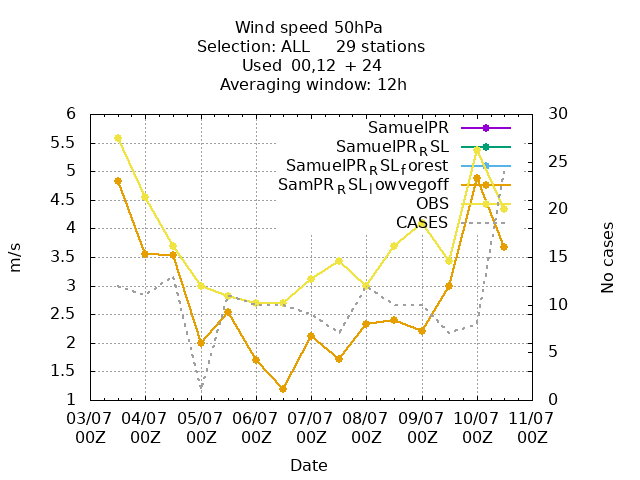 Wind speed 50hPa
Selection: ALL 29 stations
Used 00,12 + 24
Averaging window: 12h
6
5.5
5
4.5
4
3.5
3
2.5
2
1.5
1
m/s
30
25
20
15
10
5
0
No cases
SamuelPR
SamuelPR_RSL
SamuelPR_RSL_forest
SamPR_RSL_lowvegoff
OBS
CASES
03/07 04/07 05/07 06/07 07/07 08/07 09/07 10/07 11/07
00Z 00Z 00Z 00Z 00Z 00Z 00Z 00Z 00Z
Date